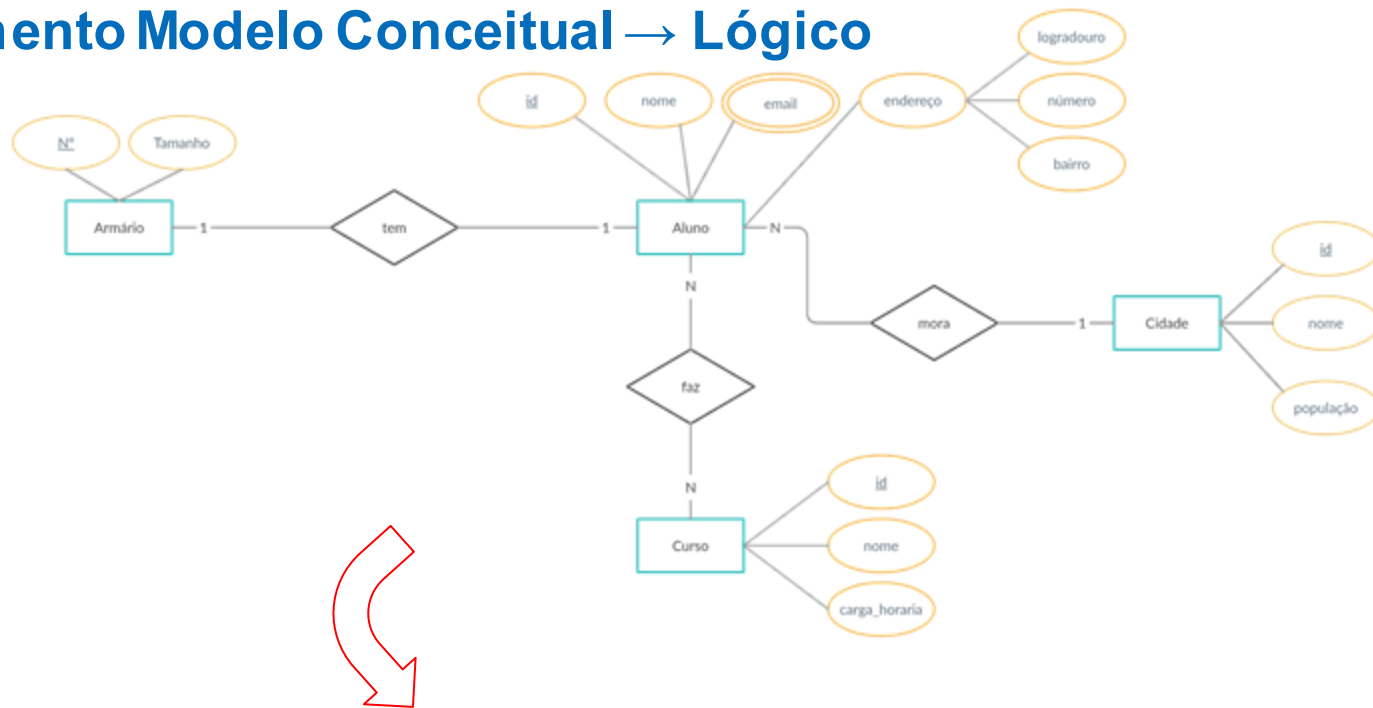 ento Modelo Conceitual → Lógico
logradouro
id
nome
email
endereço
número
Nº
Tamanho
bairro
Armário
1
tem
1
Aluno
N
id
N
mora
1
Cidade
nome
faz
população
N
id
Curso
nome
carga_horaria